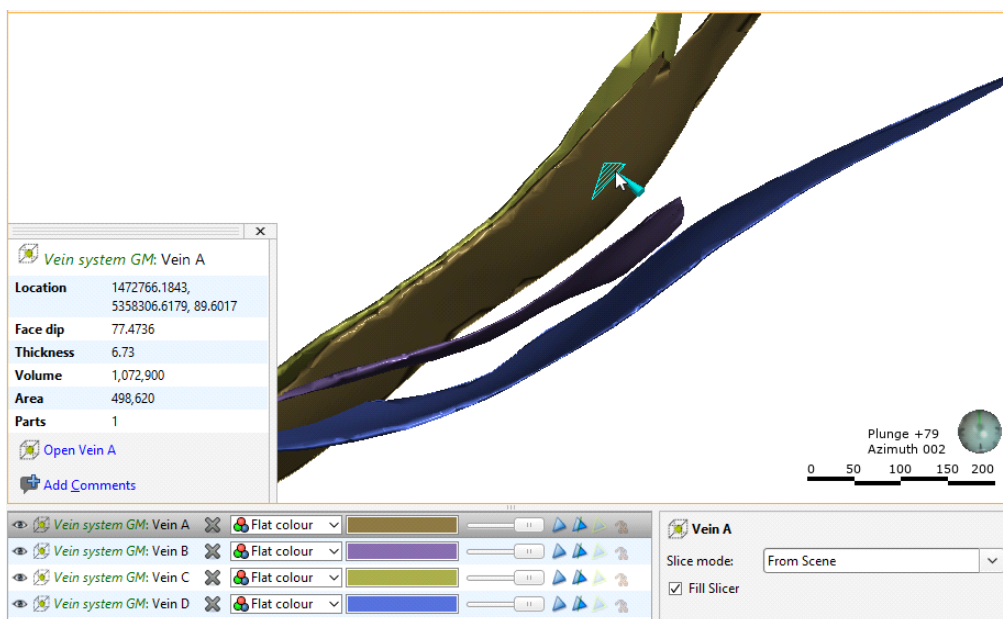 Vein system GM: Vein A
Location 1472766.1843,
5358306.6179, 89.6017
Face dip 77.4736
Thickness 6.73
Volume 1,072,900
Area 498,620
Parts 1
Open Vein A
Add Comments
Plunge +79
Azimuth 002
0 50 100 150 200
Vein system GM: Vein A Flat colour
Vein system GM: Vein B Flat colour
Vein system GM: Vein C Flat colour
Vein system GM: Vein D Flat colour
Vein A
Slice mode: From Scene
Fill Slicer